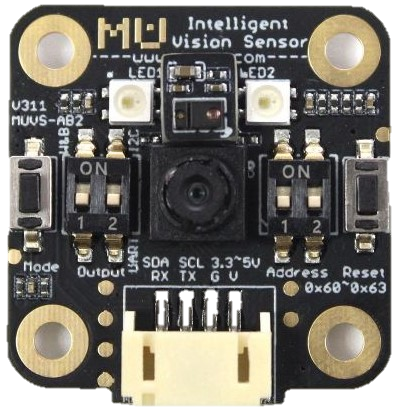 MU Intelligent
Vision Sensor
LED1 LED2
V311
MUVS-AB2
ON
1 2
ON
1 2
UART
SDA SCL 3.3~5V
RX TX G V
Mode Output
Address Reset
0x60~0x63